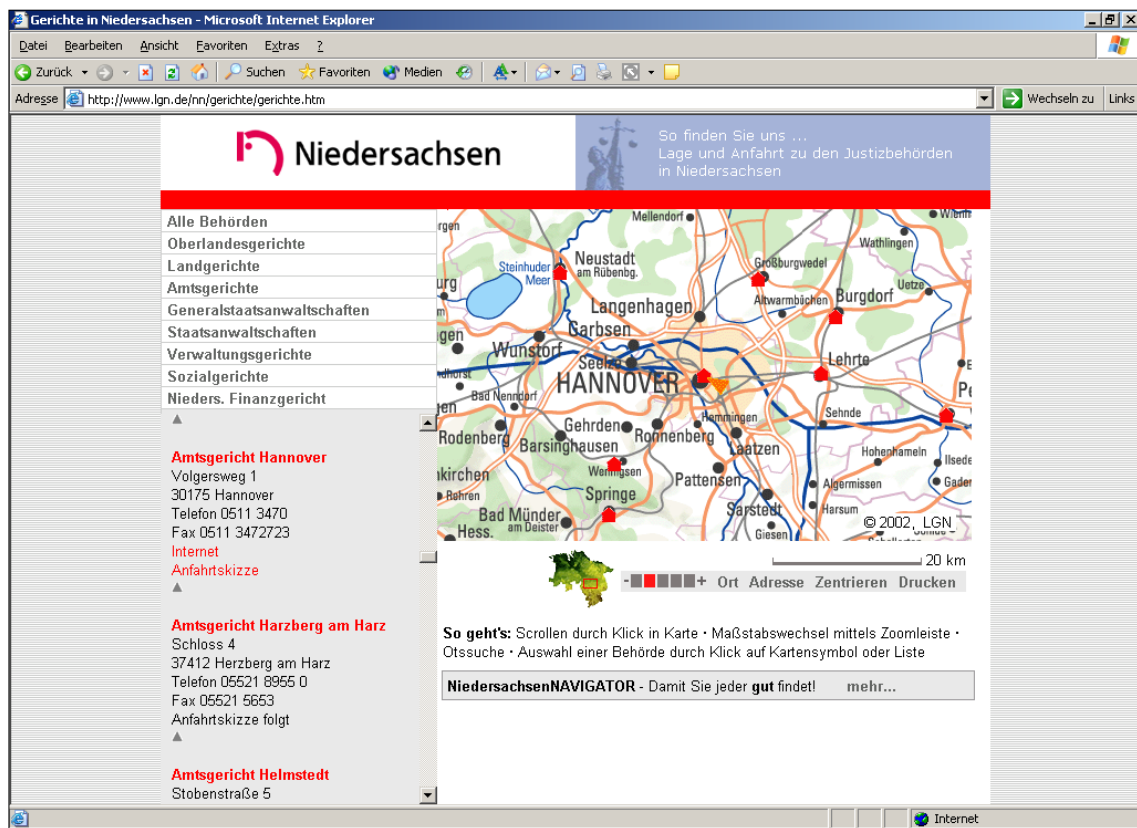 Gerichte in Niedersachsen - Microsoft Internet Explorer
Datei Bearbeiten Ansicht Favoriten Extras ?
Zurück Suchen Favoriten Medien
Adresse http://www.lgn.de/nn/gerichte/gerichte.htm Wechseln zu Links
Niedersachsen
So finden Sie uns ...
Lage und Anfahrt zu den Justizbehörden
in Niedersachsen
Alle Behörden
Oberlandesgerichte
Landgerichte
Amtsgerichte
Generalstaatsanwaltschaften
Staatsanwaltschaften
Verwaltungsgerichte
Sozialgerichte
Nieders. Finanzgericht
Amtsgericht Hannover
Volgersweg 1
30175 Hannover
Telefon 0511 3470
Fax 0511 3472723
Internet
Anfahrtskizze
Amtsgericht Harzberg am Harz
Schloss 4
37412 Herzberg am Harz
Telefon 05521 8955 0
Fax 05521 5653
Anfahrtskizze folgt
Amtsgericht Helmstedt
Stobenstraße 5
Mellendorf
Wathlingen
Steinhuder
Meer
Neustadt
am Rübenbg.
Großburgwedel
Uetze
Altwarmbüchen
Burgdorf
Langenhagen
Garbsen
Wunstorf
Seelze
Lehrte
HANNOVER
Bad Nenndorf
Hemmingen
Sehnde
Rodenberg
Gehrden
Ronnenberg
Barsinghausen
Laatzen
Hohenhameln
Ilsede
Wennigsen
Pattensen
Algermissen
Rehren
Springe
Sarstedt
Harsum
Bad Münder
am Deister
Hess.
Giesen
© 2002, LGN
20 km
- + Ort Adresse Zentrieren Drucken
So geht's: Scrollen durch Klick in Karte · Maßstabswechsel mittels Zoomleiste ·
Otssuche · Auswahl einer Behörde durch Klick auf Kartensymbol oder Liste
NiedersachsenNAVIGATOR - Damit Sie jeder gut findet! mehr...
Internet